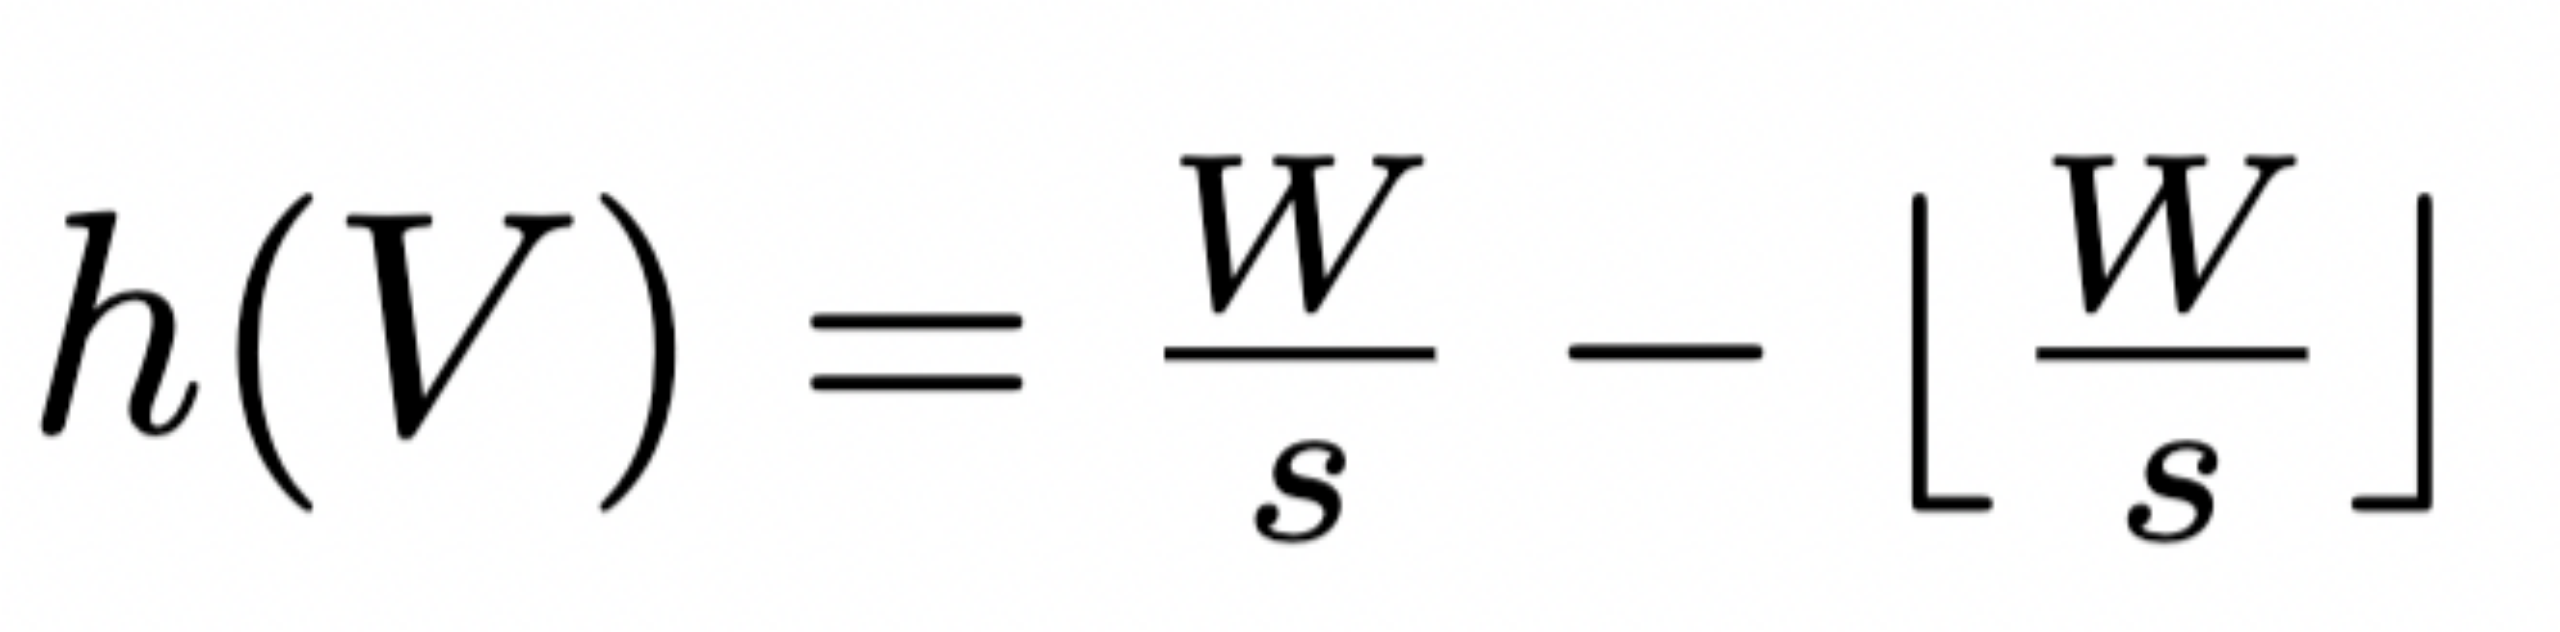 h(V) = W/s − ⌊W/s⌋